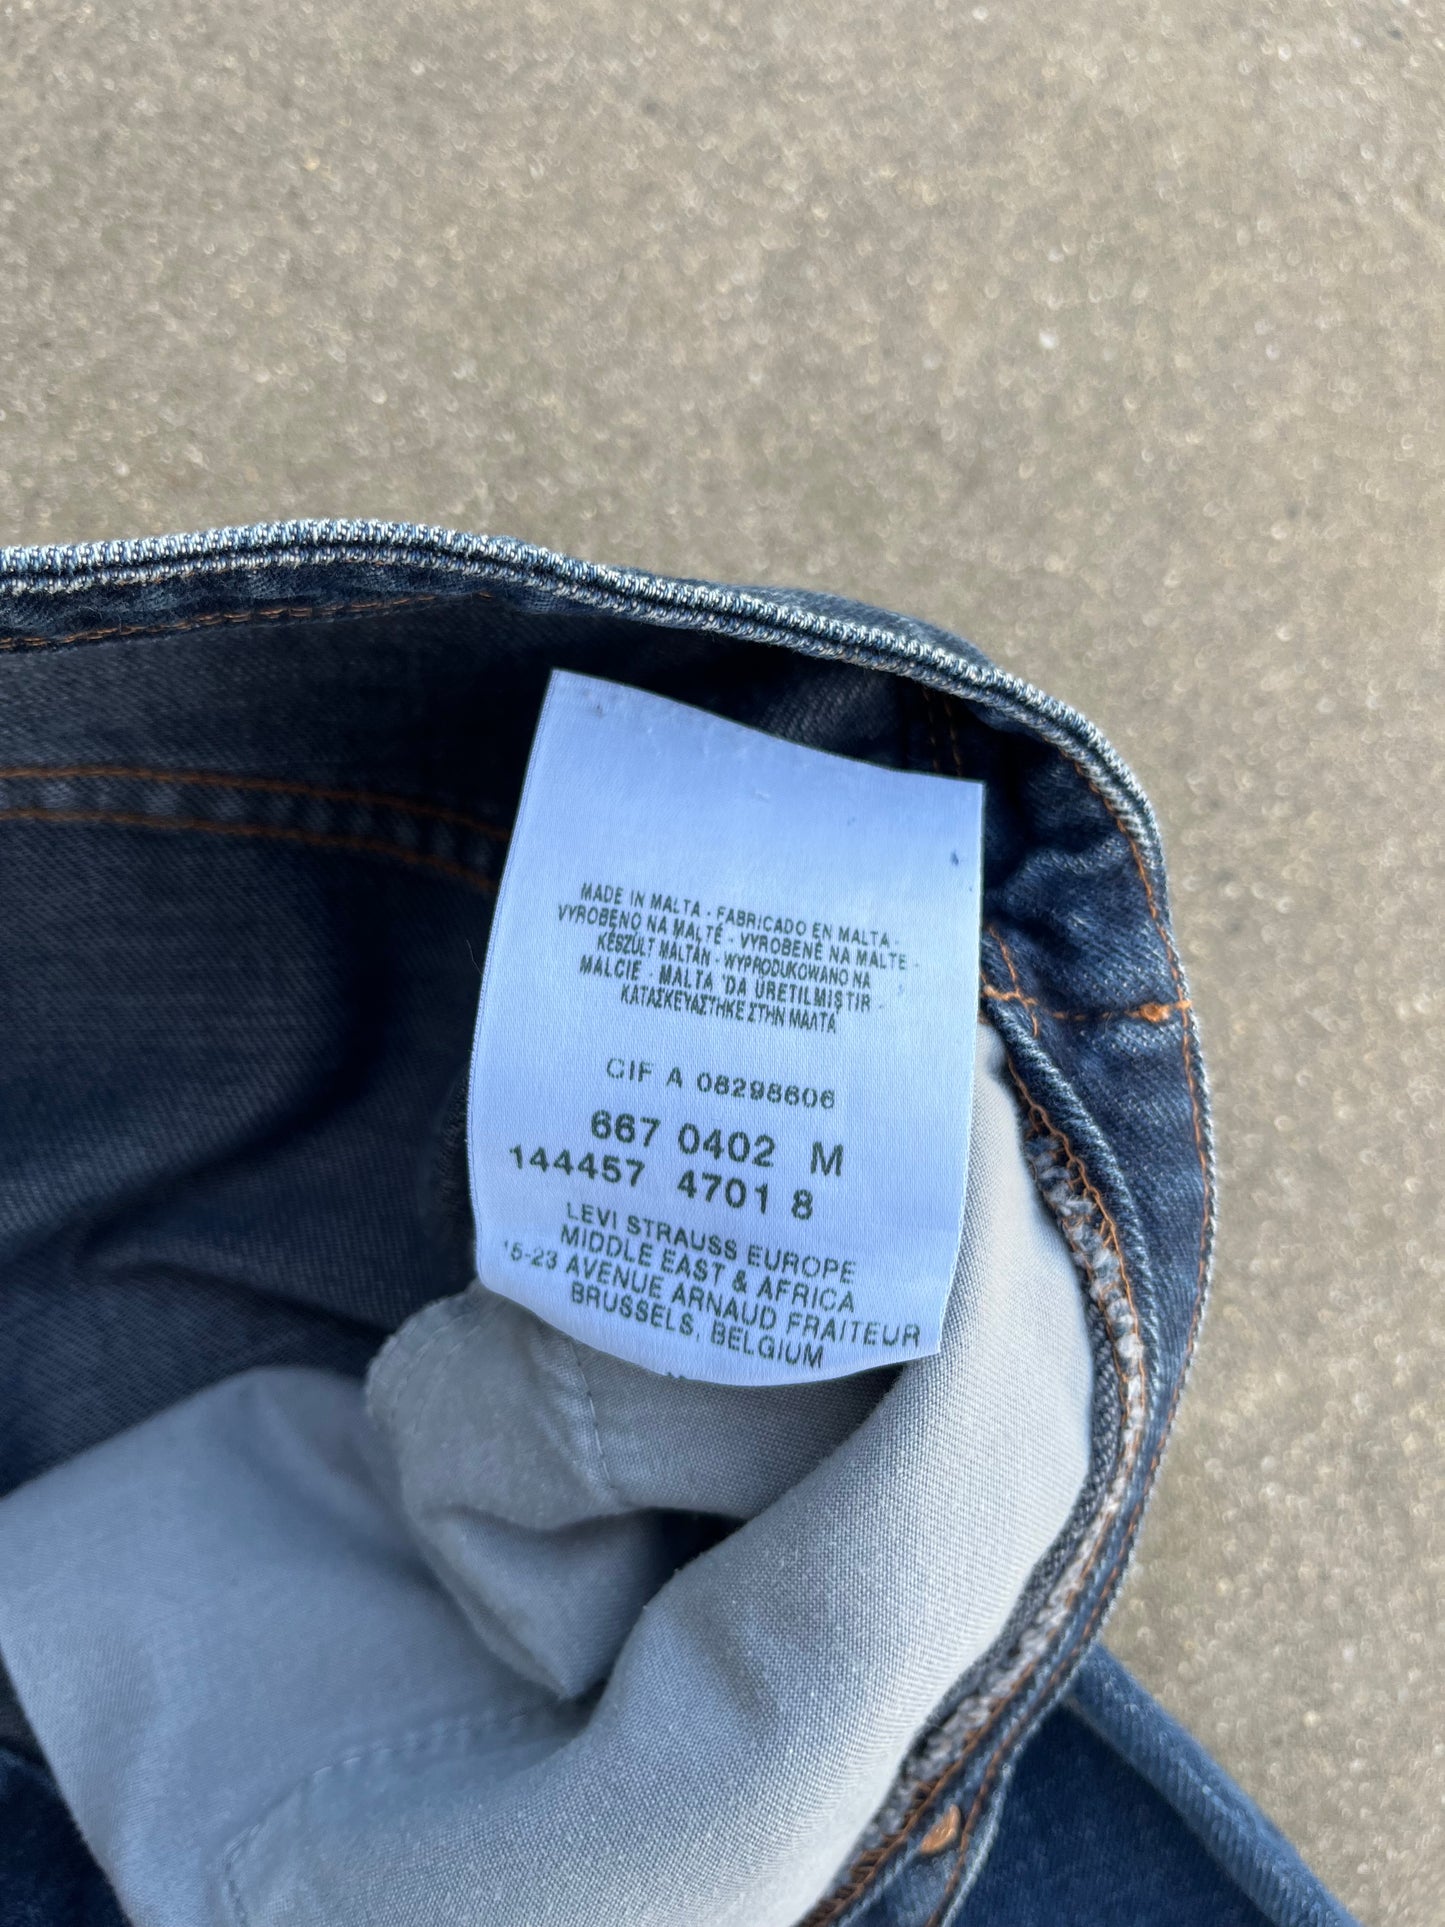 MADE IN MALTA - FABRICADO EN MALTA -
VYROBENO NA MALTĚ - VYROBENÉ NA MALTE -
KÉSZÜLT MÁLTÁN - WYPRODUKOWANO NA
MALCIE - MALTA 'DA ÜRETILMIŞTIR -
ΚΑΤΑΣΚΕΥΑΣΤΗΚΕ ΣΤΗΝ ΜΑΛΤΑ
CIF A 08298606
667 0402 M
144457 4701 8
LEVI STRAUSS EUROPE
MIDDLE EAST & AFRICA
15-23 AVENUE ARNAUD FRAITEUR
BRUSSELS, BELGIUM